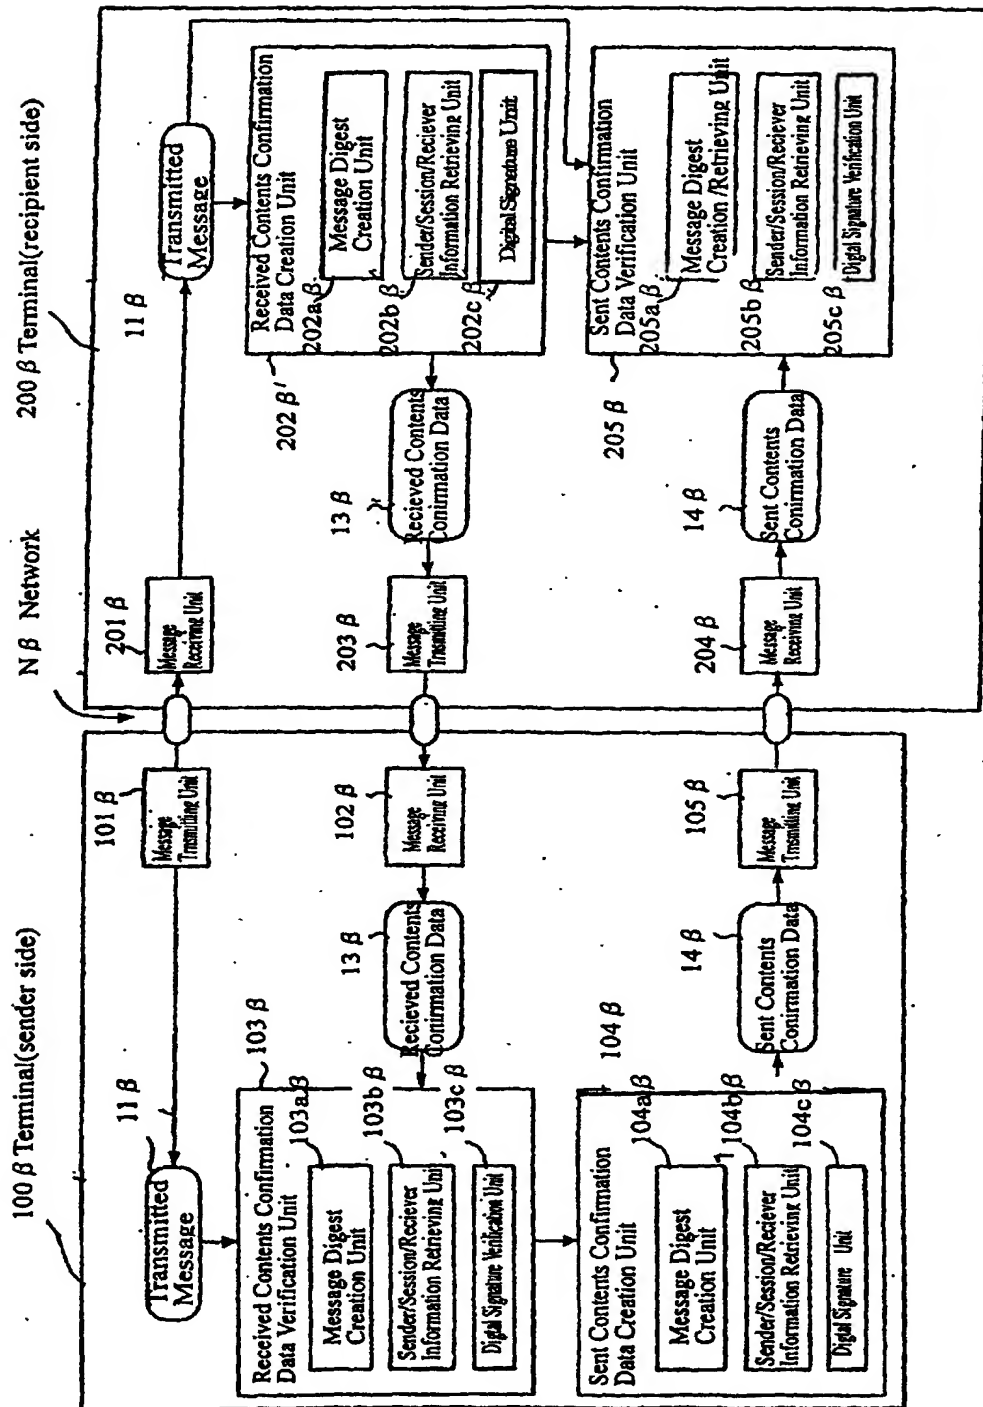 100 β Terminal(sender side)
N β Network
200 β Terminal(recipient side)
11 β
101 β
201 β
11 β
Transmitted
Message
Message
Trnsmitting Unit
Message
Receiving Unit
Transmitted
Message
103 β
Received Contents Confirmation
Data Verification Unit
103a β
Message Digest
Creation Unit
103b β
Sender/Session/Reciever
Information Retrieving Unit
103c β
Digtal Signature Verification Unit
13 β
Recieved Contents
Conirmation Data
102 β
Message
Receiving Unit
203 β
Message
Trnsmitting Unit
13 β
Recieved Contents
Conirmation Data
202 β'
Received Contents Confirmation
Data Creation Unit
202a β
Message Digest
Creation Unit
202b β
Sender/Session/Reciever
Information Retrieving Unit
202c β
Digital Signature Unit
104 β
Sent Contents Confirmation
Data Creation Unit
104a β
Message Digest
Creation Unit
104b β
Sender/Session/Reciever
Information Retrieving Unit
104c β
Digtal Signature Unit
14 β
Sent Contents
Conirmation Data
105 β
Message
Trnsmitting Unit
204 β
Message
Receiving Unit
14 β
Sent Contents
Conirmation Data
205 β
Sent Contents Confirmation
Data Verification Unit
205a β
Message Digest
Creation /Retrieving Unit
205b β
Sender/Session/Reciever
Information Retrieving Unit
205c β
Digtal Signature Verification Unit